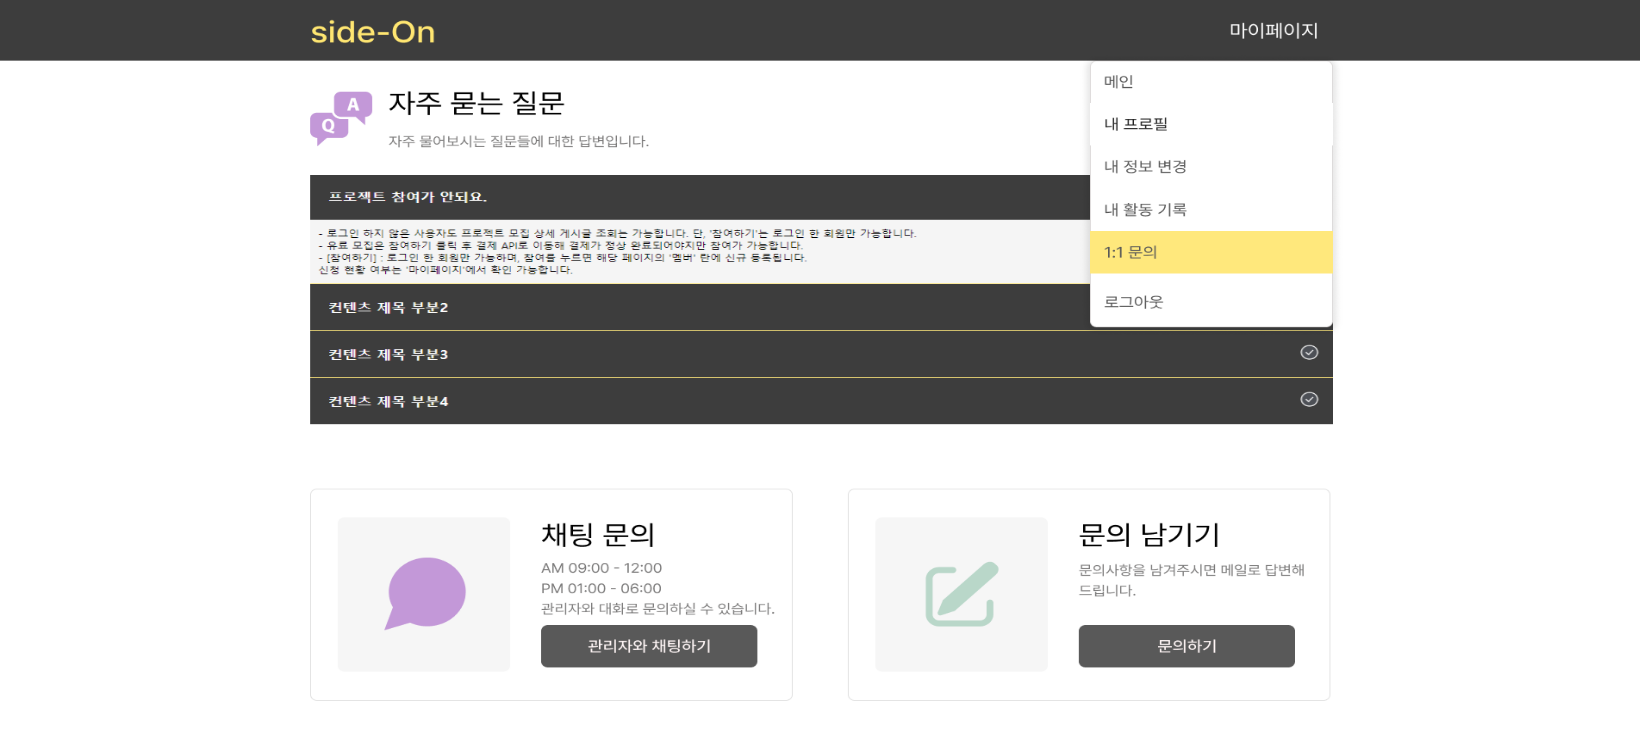 side-On
마이페이지
메인
내 프로필
내 정보 변경
내 활동 기록
1:1 문의
로그아웃
A
Q
자주 묻는 질문
자주 물어보시는 질문들에 대한 답변입니다.
프로젝트 참여가 안되요.
- 로그인 하지 않은 사용자도 프로젝트 모집 상세 게시글 조회는 가능합니다. 단, '참여하기'는 로그인 한 회원만 가능합니다.
- 유료 모집은 참여하기 클릭 후 결제 API로 이동해 결제가 정상 완료되어야지만 참여가 가능합니다.
- [참여하기] : 로그인 한 회원만 가능하며, 참여를 누르면 해당 페이지의 '멤버' 란에 신규 등록됩니다.
신청 현황 여부는 '마이페이지'에서 확인 가능합니다.
컨텐츠 제목 부분2
컨텐츠 제목 부분3
컨텐츠 제목 부분4
채팅 문의
AM 09:00 - 12:00
PM 01:00 - 06:00
관리자와 대화로 문의하실 수 있습니다.
관리자와 채팅하기
문의 남기기
문의사항을 남겨주시면 메일로 답변해
드립니다.
문의하기